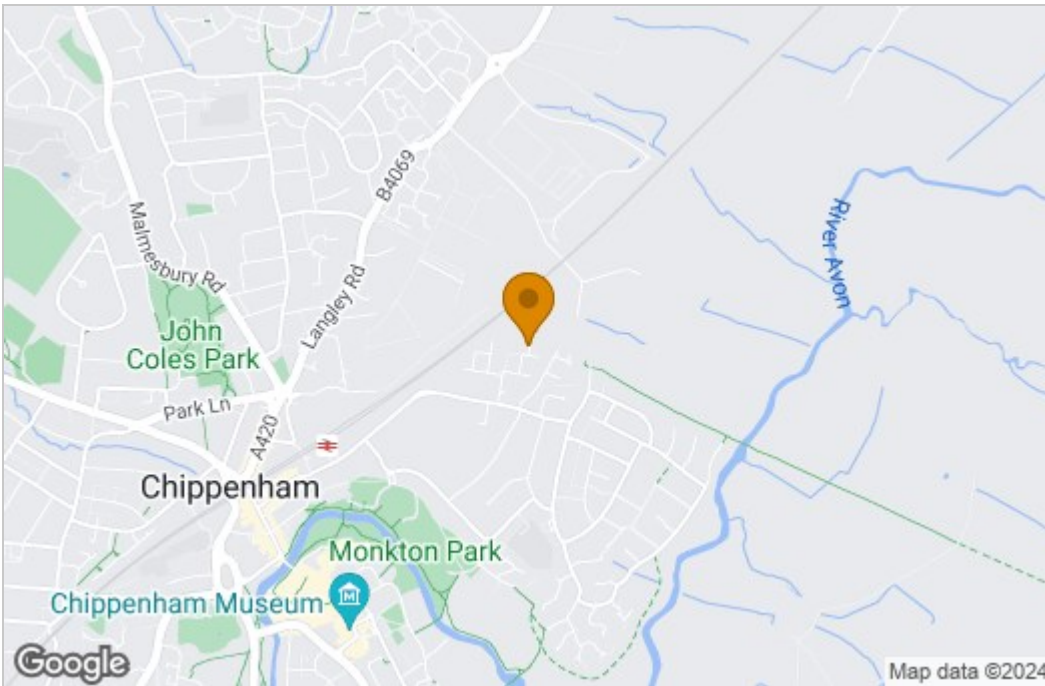 B4069
Malmesbury Rd
Langley Rd
River Avon
John
Coles Park
Park Ln
A420
Chippenham
Monkton Park
Chippenham Museum
M
Google
Map data ©2024